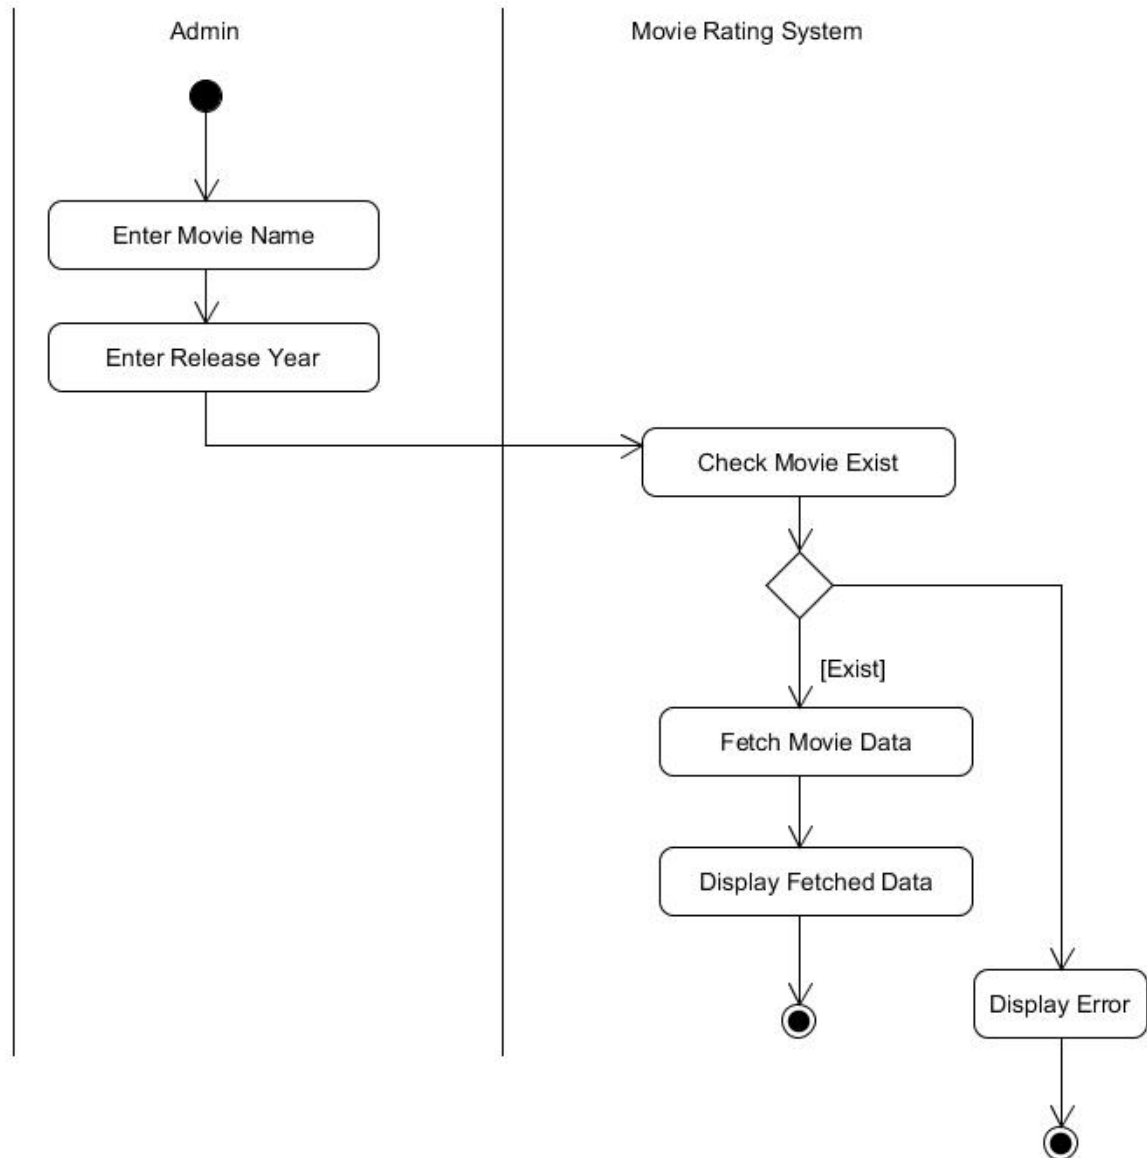 Admin
Movie Rating System
Enter Movie Name
Enter Release Year
Check Movie Exist
[Exist]
Fetch Movie Data
Display Fetched Data
Display Error